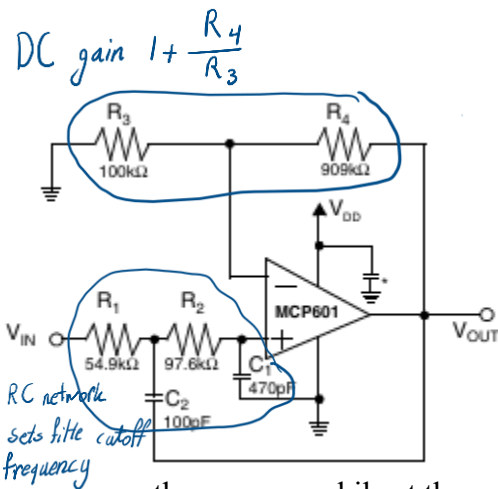 DC gain 1 + R4/R3
R3
R4
100kΩ
909kΩ
VDD
*
R1
R2
−
MCP601
VIN
+
VOUT
54.9kΩ
97.6kΩ
C1
470pF
C2
100pF
RC network
sets filte cutoff
frequency